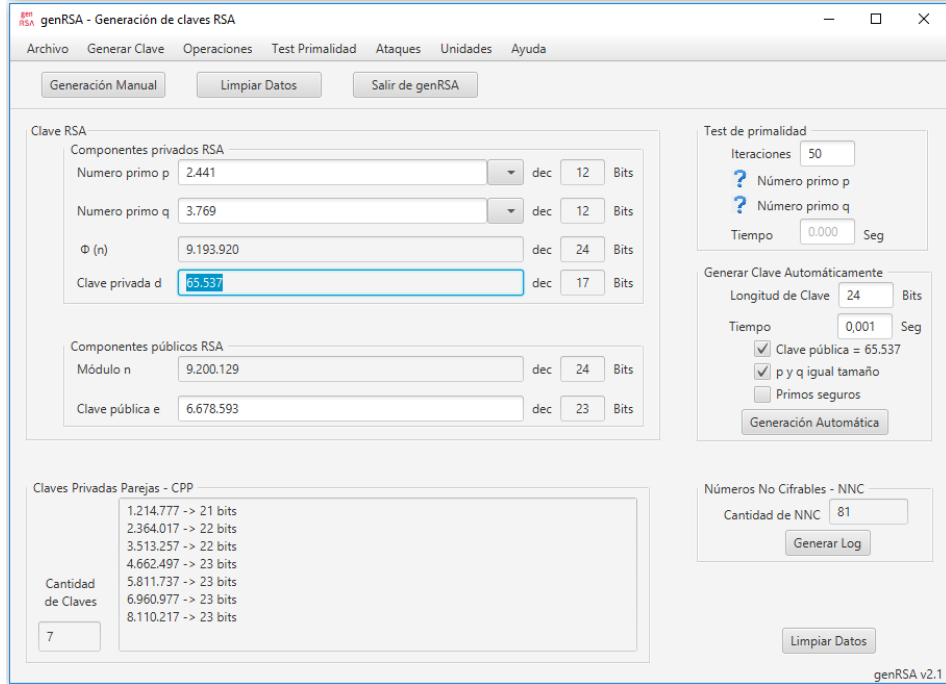 gen RSA genRSA - Generación de claves RSA
Archivo Generar Clave Operaciones Test Primalidad Ataques Unidades Ayuda
Generación Manual Limpiar Datos Salir de genRSA
Clave RSA
Componentes privados RSA
Numero primo p 2.441 dec 12 Bits
Numero primo q 3.769 dec 12 Bits
Φ (n) 9.193.920 dec 24 Bits
Clave privada d 65.537 dec 17 Bits
Componentes públicos RSA
Módulo n 9.200.129 dec 24 Bits
Clave pública e 6.678.593 dec 23 Bits
Test de primalidad
Iteraciones 50
? Número primo p
? Número primo q
Tiempo 0.000 Seg
Generar Clave Automáticamente
Longitud de Clave 24 Bits
Tiempo 0,001 Seg
Clave pública = 65.537
p y q igual tamaño
Primos seguros
Generación Automática
Claves Privadas Parejas - CPP
Cantidad
de Claves
7
1.214.777 -> 21 bits
2.364.017 -> 22 bits
3.513.257 -> 22 bits
4.662.497 -> 23 bits
5.811.737 -> 23 bits
6.960.977 -> 23 bits
8.110.217 -> 23 bits
Números No Cifrables - NNC
Cantidad de NNC 81
Generar Log
Limpiar Datos
genRSA v2.1